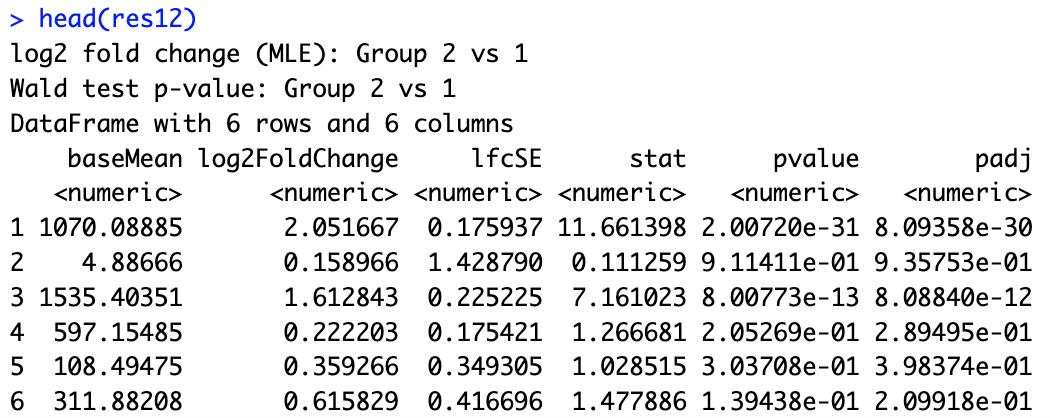 > head(res12)
log2 fold change (MLE): Group 2 vs 1
Wald test p-value: Group 2 vs 1
DataFrame with 6 rows and 6 columns
baseMean log2FoldChange lfcSE stat pvalue padj
<numeric> <numeric> <numeric> <numeric> <numeric> <numeric>
1 1070.08885 2.051667 0.175937 11.661398 2.00720e-31 8.09358e-30
2 4.88666 0.158966 1.428790 0.111259 9.11411e-01 9.35753e-01
3 1535.40351 1.612843 0.225225 7.161023 8.00773e-13 8.08840e-12
4 597.15485 0.222203 0.175421 1.266681 2.05269e-01 2.89495e-01
5 108.49475 0.359266 0.349305 1.028515 3.03708e-01 3.98374e-01
6 311.88208 0.615829 0.416696 1.477886 1.39438e-01 2.09918e-01